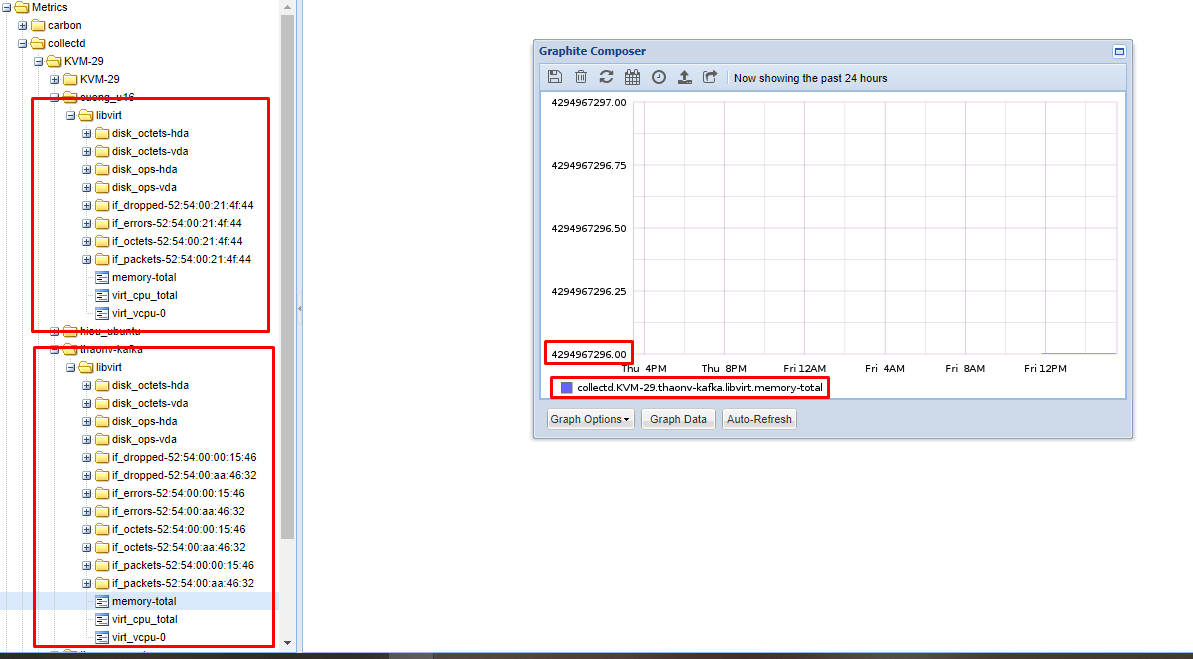 Metrics
carbon
collectd
KVM-29
KVM-29
cuong_u16
libvirt
disk_octets-hda
disk_octets-vda
disk_ops-hda
disk_ops-vda
if_dropped-52:54:00:21:4f:44
if_errors-52:54:00:21:4f:44
if_octets-52:54:00:21:4f:44
if_packets-52:54:00:21:4f:44
memory-total
virt_cpu_total
virt_vcpu-0
hieu_ubuntu
thaonv-kafka
libvirt
disk_octets-hda
disk_octets-vda
disk_ops-hda
disk_ops-vda
if_dropped-52:54:00:00:15:46
if_dropped-52:54:00:aa:46:32
if_errors-52:54:00:00:15:46
if_errors-52:54:00:aa:46:32
if_octets-52:54:00:00:15:46
if_octets-52:54:00:aa:46:32
if_packets-52:54:00:00:15:46
if_packets-52:54:00:aa:46:32
memory-total
virt_cpu_total
virt_vcpu-0
Graphite Composer
Now showing the past 24 hours
4294967297.00
4294967296.75
4294967296.50
4294967296.25
4294967296.00
Thu 4PM Thu 8PM Fri 12AM Fri 4AM Fri 8AM Fri 12PM
collectd.KVM-29.thaonv-kafka.libvirt.memory-total
Graph Options Graph Data Auto-Refresh